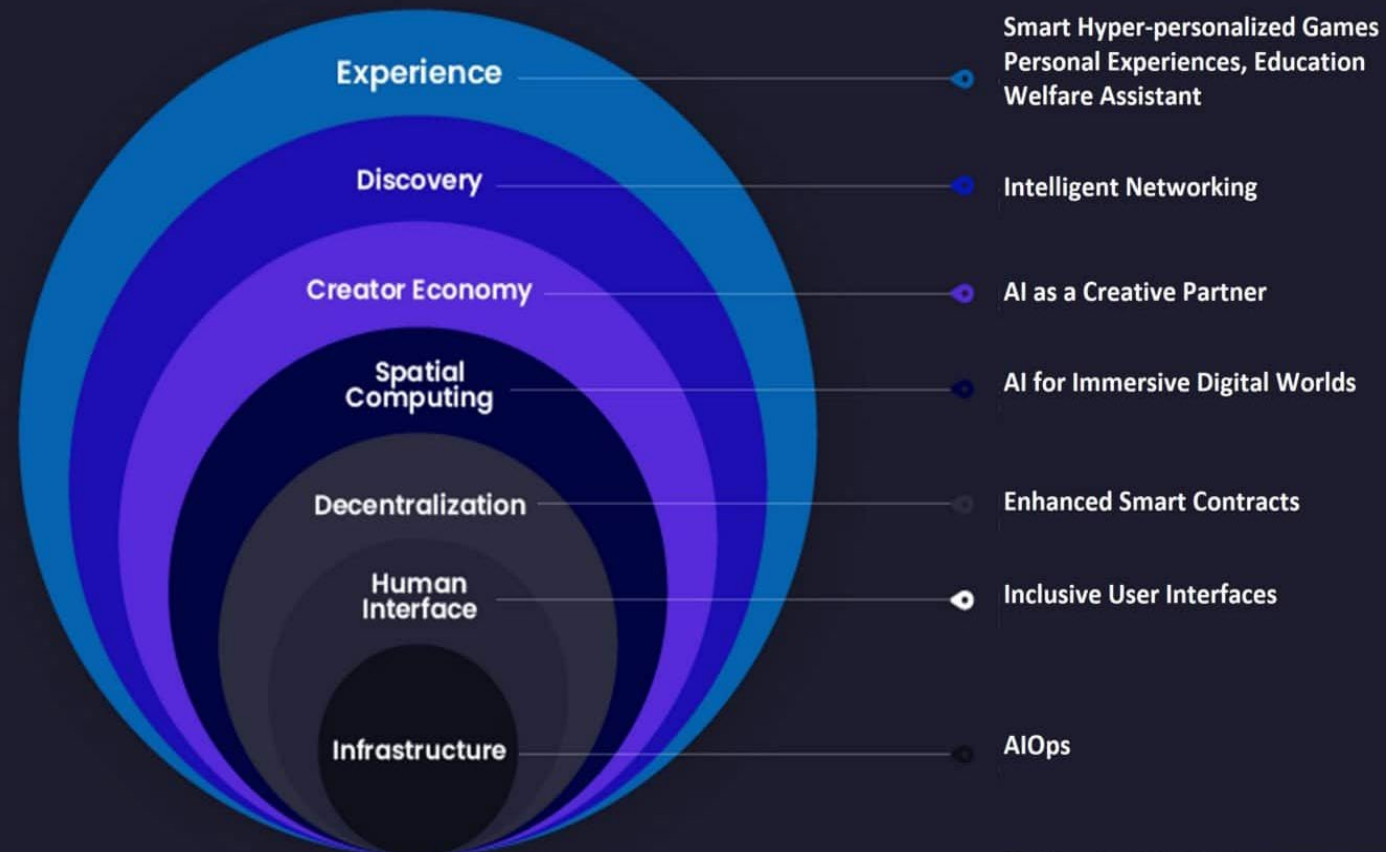 Experience
Smart Hyper-personalized Games
Personal Experiences, Education
Welfare Assistant
Discovery
Intelligent Networking
Creator Economy
AI as a Creative Partner
Spatial
Computing
AI for Immersive Digital Worlds
Decentralization
Enhanced Smart Contracts
Human
Interface
Inclusive User Interfaces
Infrastructure
AIOps